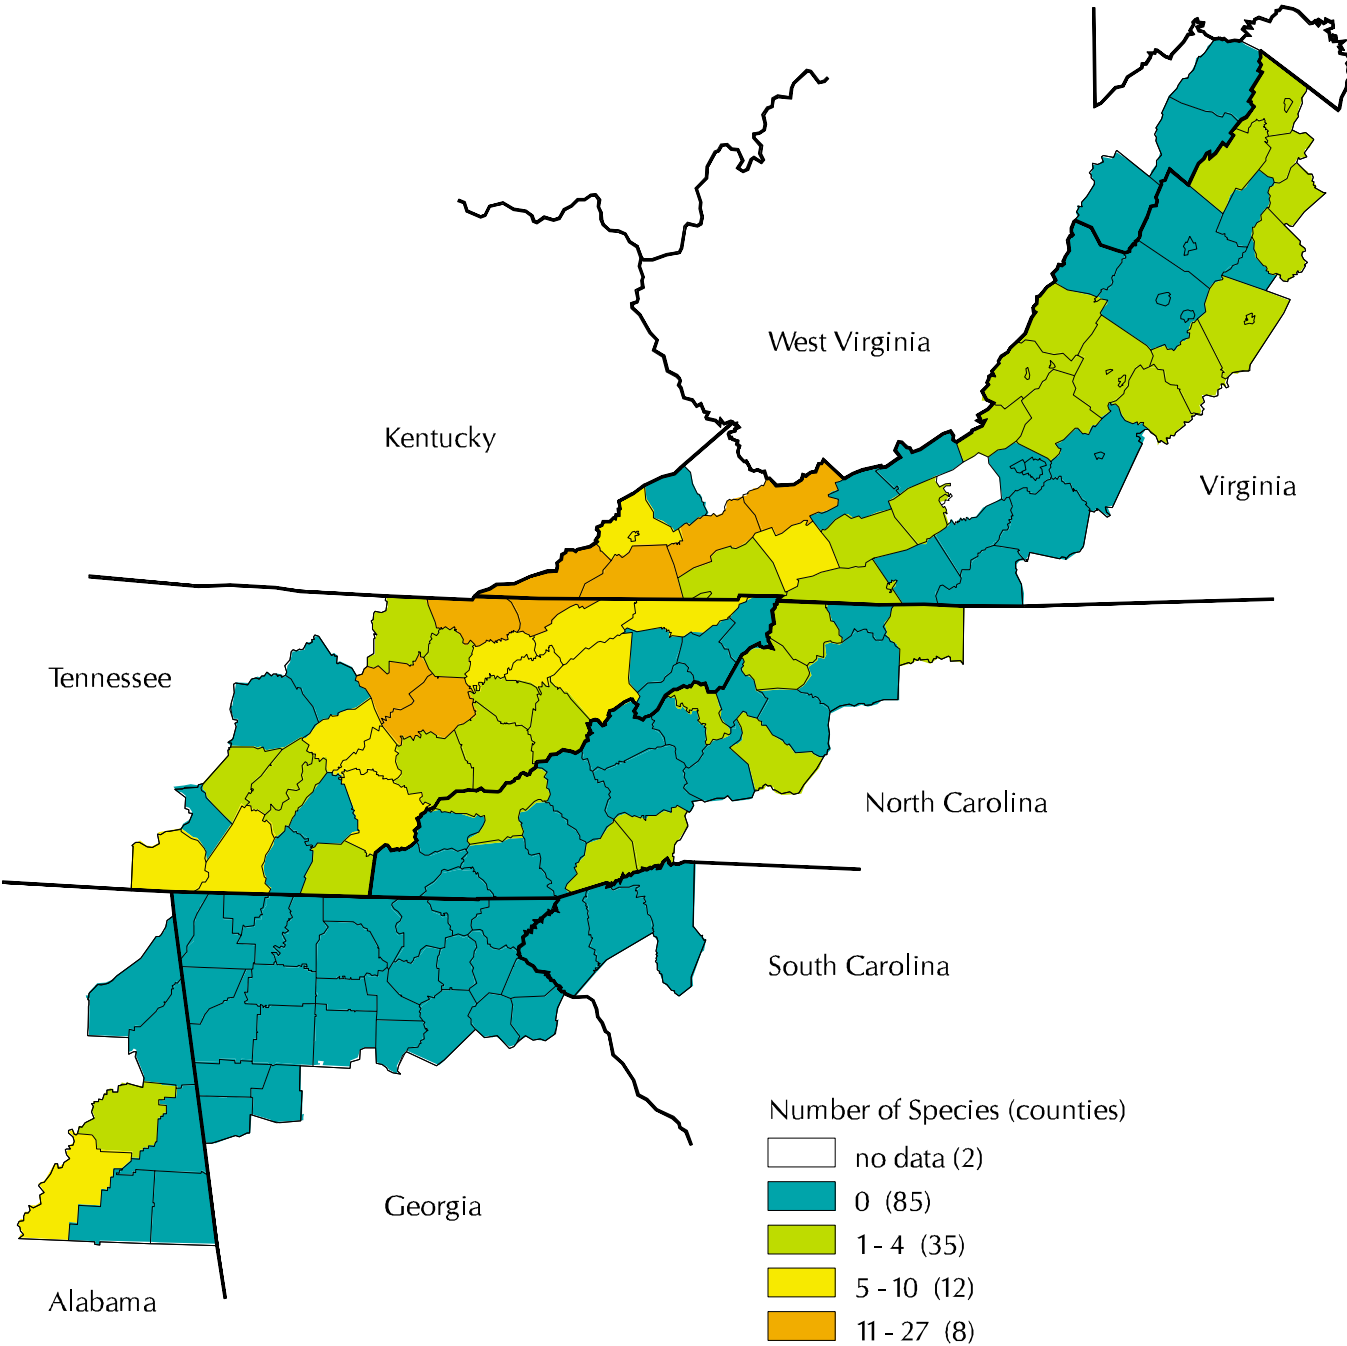 West Virginia
Kentucky
Virginia
Tennessee
North Carolina
South Carolina
Number of Species (counties)
no data (2)
0 (85)
Georgia
1 - 4 (35)
5 - 10 (12)
Alabama
11 - 27 (8)